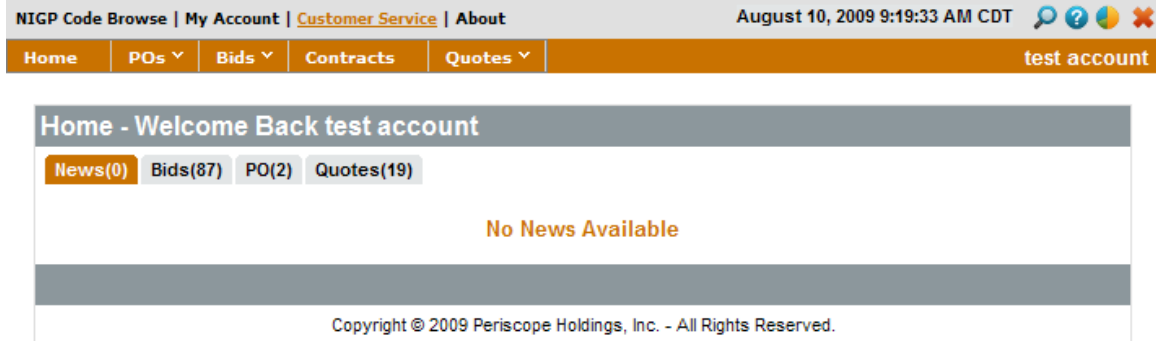 NIGP Code Browse | My Account | Customer Service | About August 10, 2009 9:19:33 AM CDT
Home POs Bids Contracts Quotes test account
Home - Welcome Back test account
News(0) Bids(87) PO(2) Quotes(19)
No News Available
Copyright © 2009 Periscope Holdings, Inc. - All Rights Reserved.